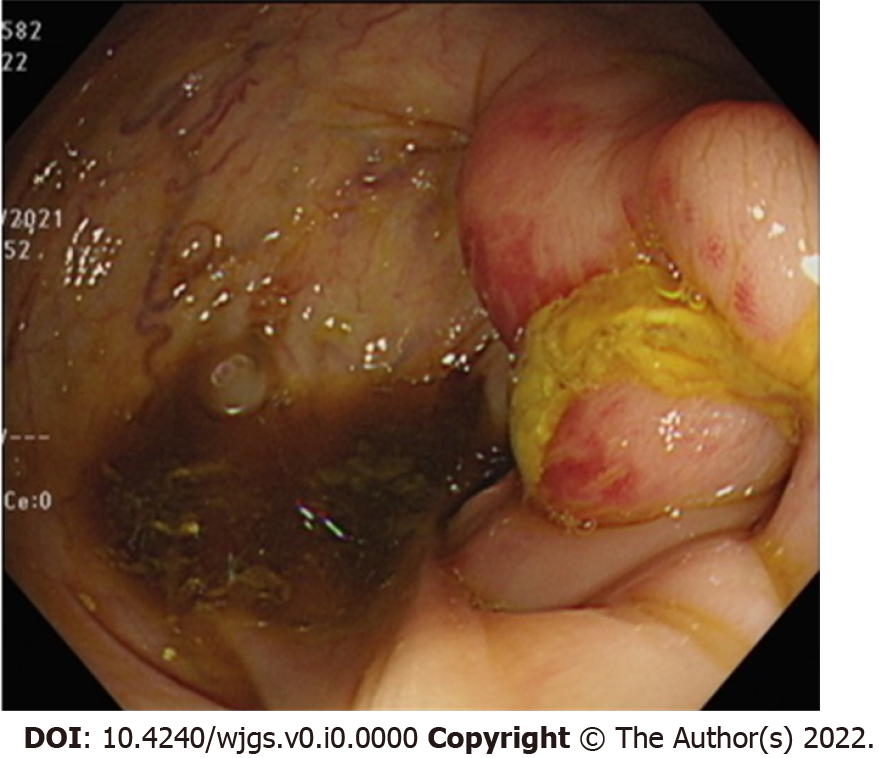 582
22
/2021
52.
/---
Ce:0
DOI: 10.4240/wjgs.v0.i0.0000 Copyright © The Author(s) 2022.